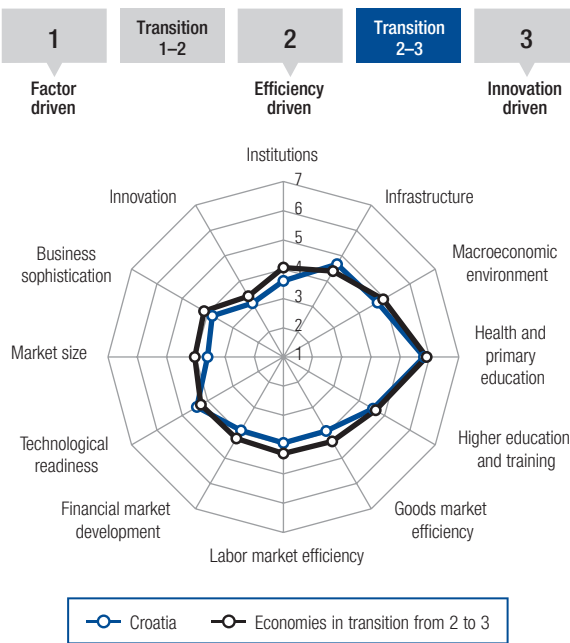 1
Transition
1–2
2
Transition
2–3
3
Factor
driven
Efficiency
driven
Innovation
driven
Institutions
Infrastructure
Macroeconomic
environment
Health and
primary
education
Higher education
and training
Goods market
efficiency
Labor market efficiency
Financial market
development
Technological
readiness
Market size
Business
sophistication
Innovation
7
6
5
4
3
2
1
Croatia
Economies in transition from 2 to 3